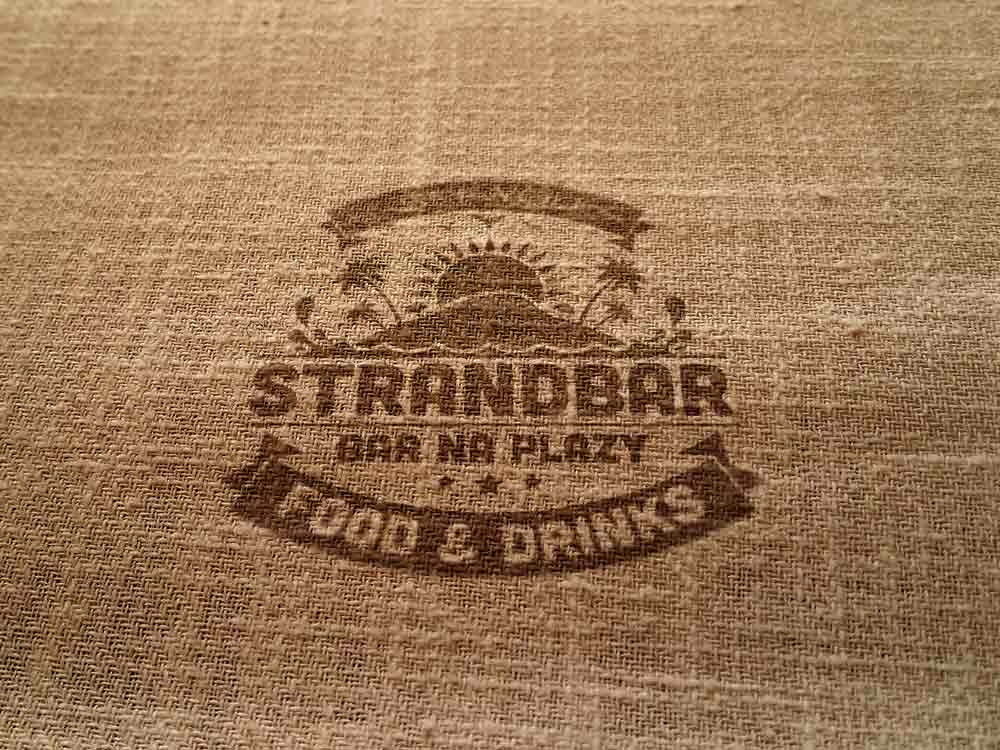 STRANDBAR
BAR NA PLAZY
FOOD & DRINKS